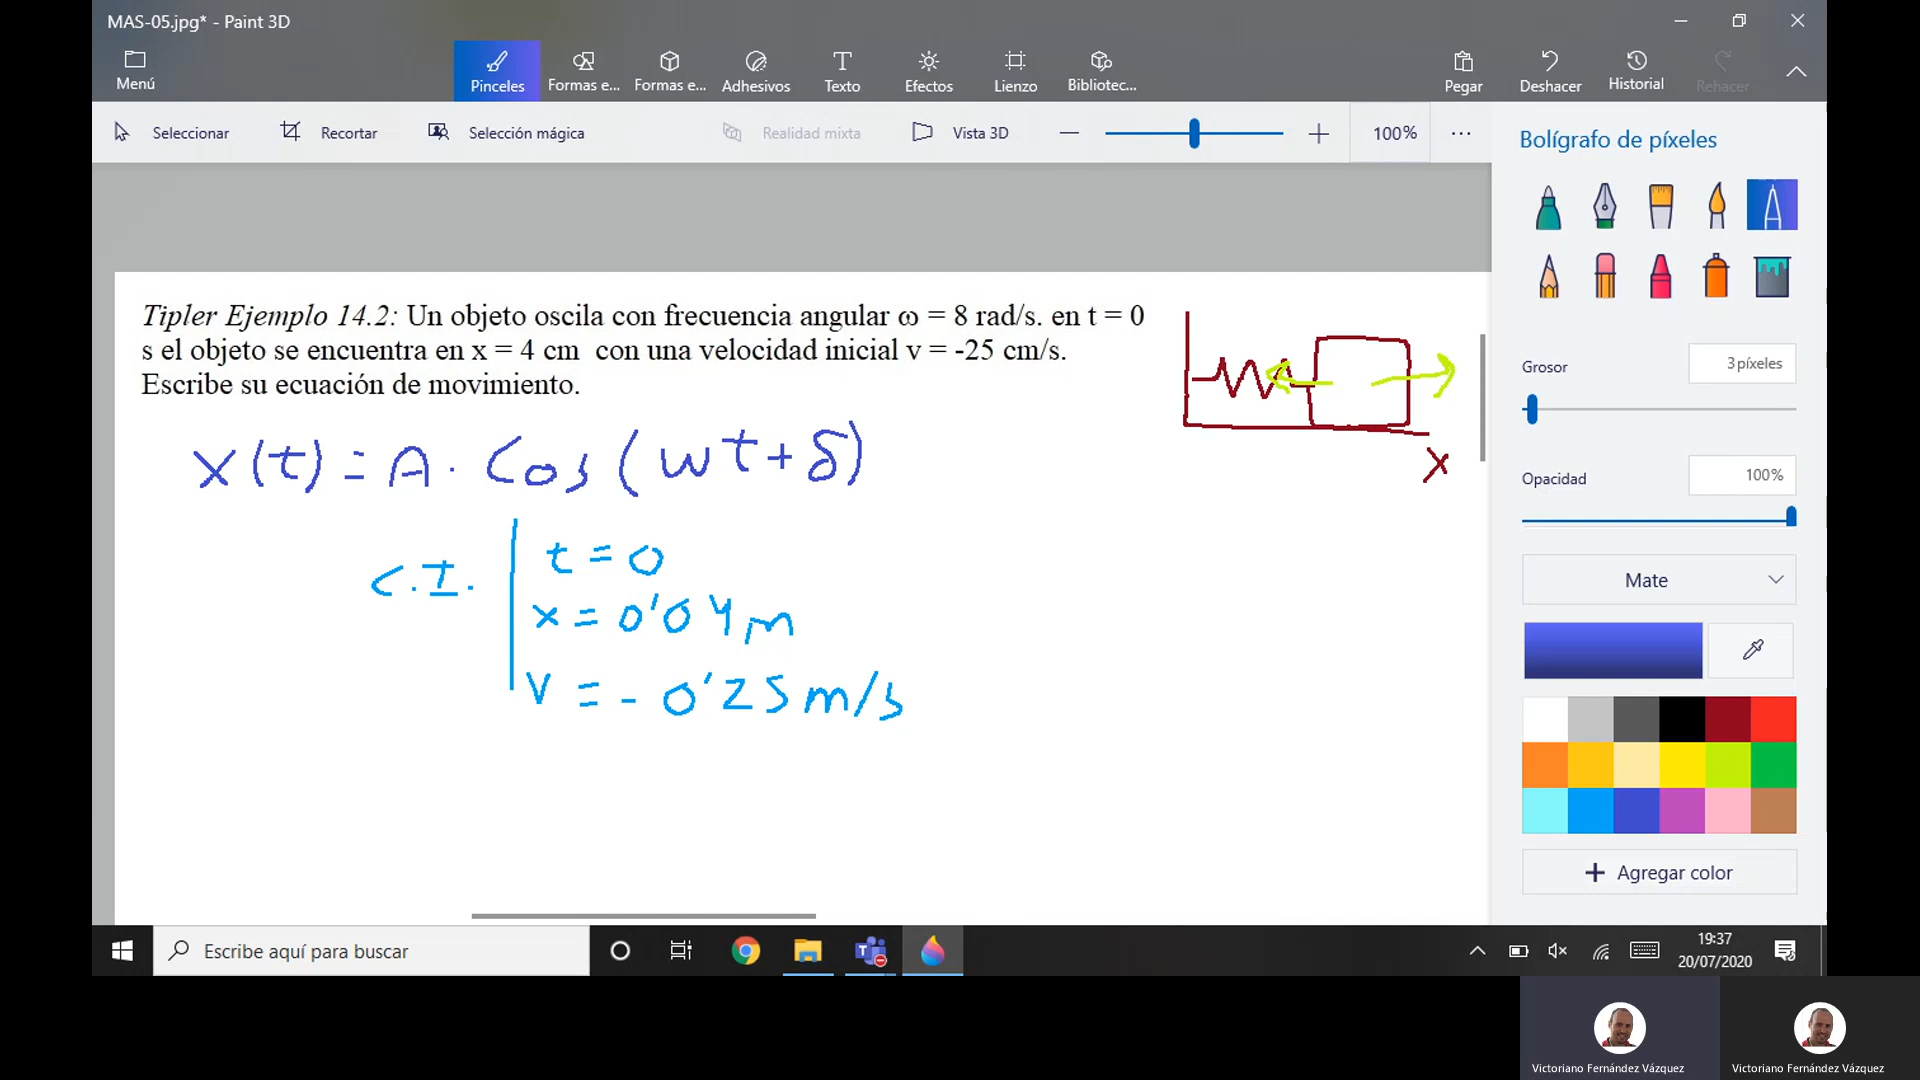 MAS-05.jpg* - Paint 3D
Menú
Pinceles
Formas e...
Formas e...
Adhesivos
Texto
Efectos
Lienzo
Bibliotec...
Pegar
Deshacer
Historial
Rehacer
Seleccionar
Recortar
Selección mágica
Realidad mixta
Vista 3D
100%
Bolígrafo de píxeles
Tipler Ejemplo 14.2: Un objeto oscila con frecuencia angular ω = 8 rad/s. en t = 0
s el objeto se encuentra en x = 4 cm con una velocidad inicial v = -25 cm/s.
Escribe su ecuación de movimiento.
x(t) = A · Cos (ωt + δ)
C.I.
t = 0
x = 0'04 m
v = - 0'25 m/s
x
Grosor
3 píxeles
Opacidad
100%
Mate
Agregar color
Escribe aquí para buscar
19:37
20/07/2020
Victoriano Fernández Vázquez
Victoriano Fernández Vázquez